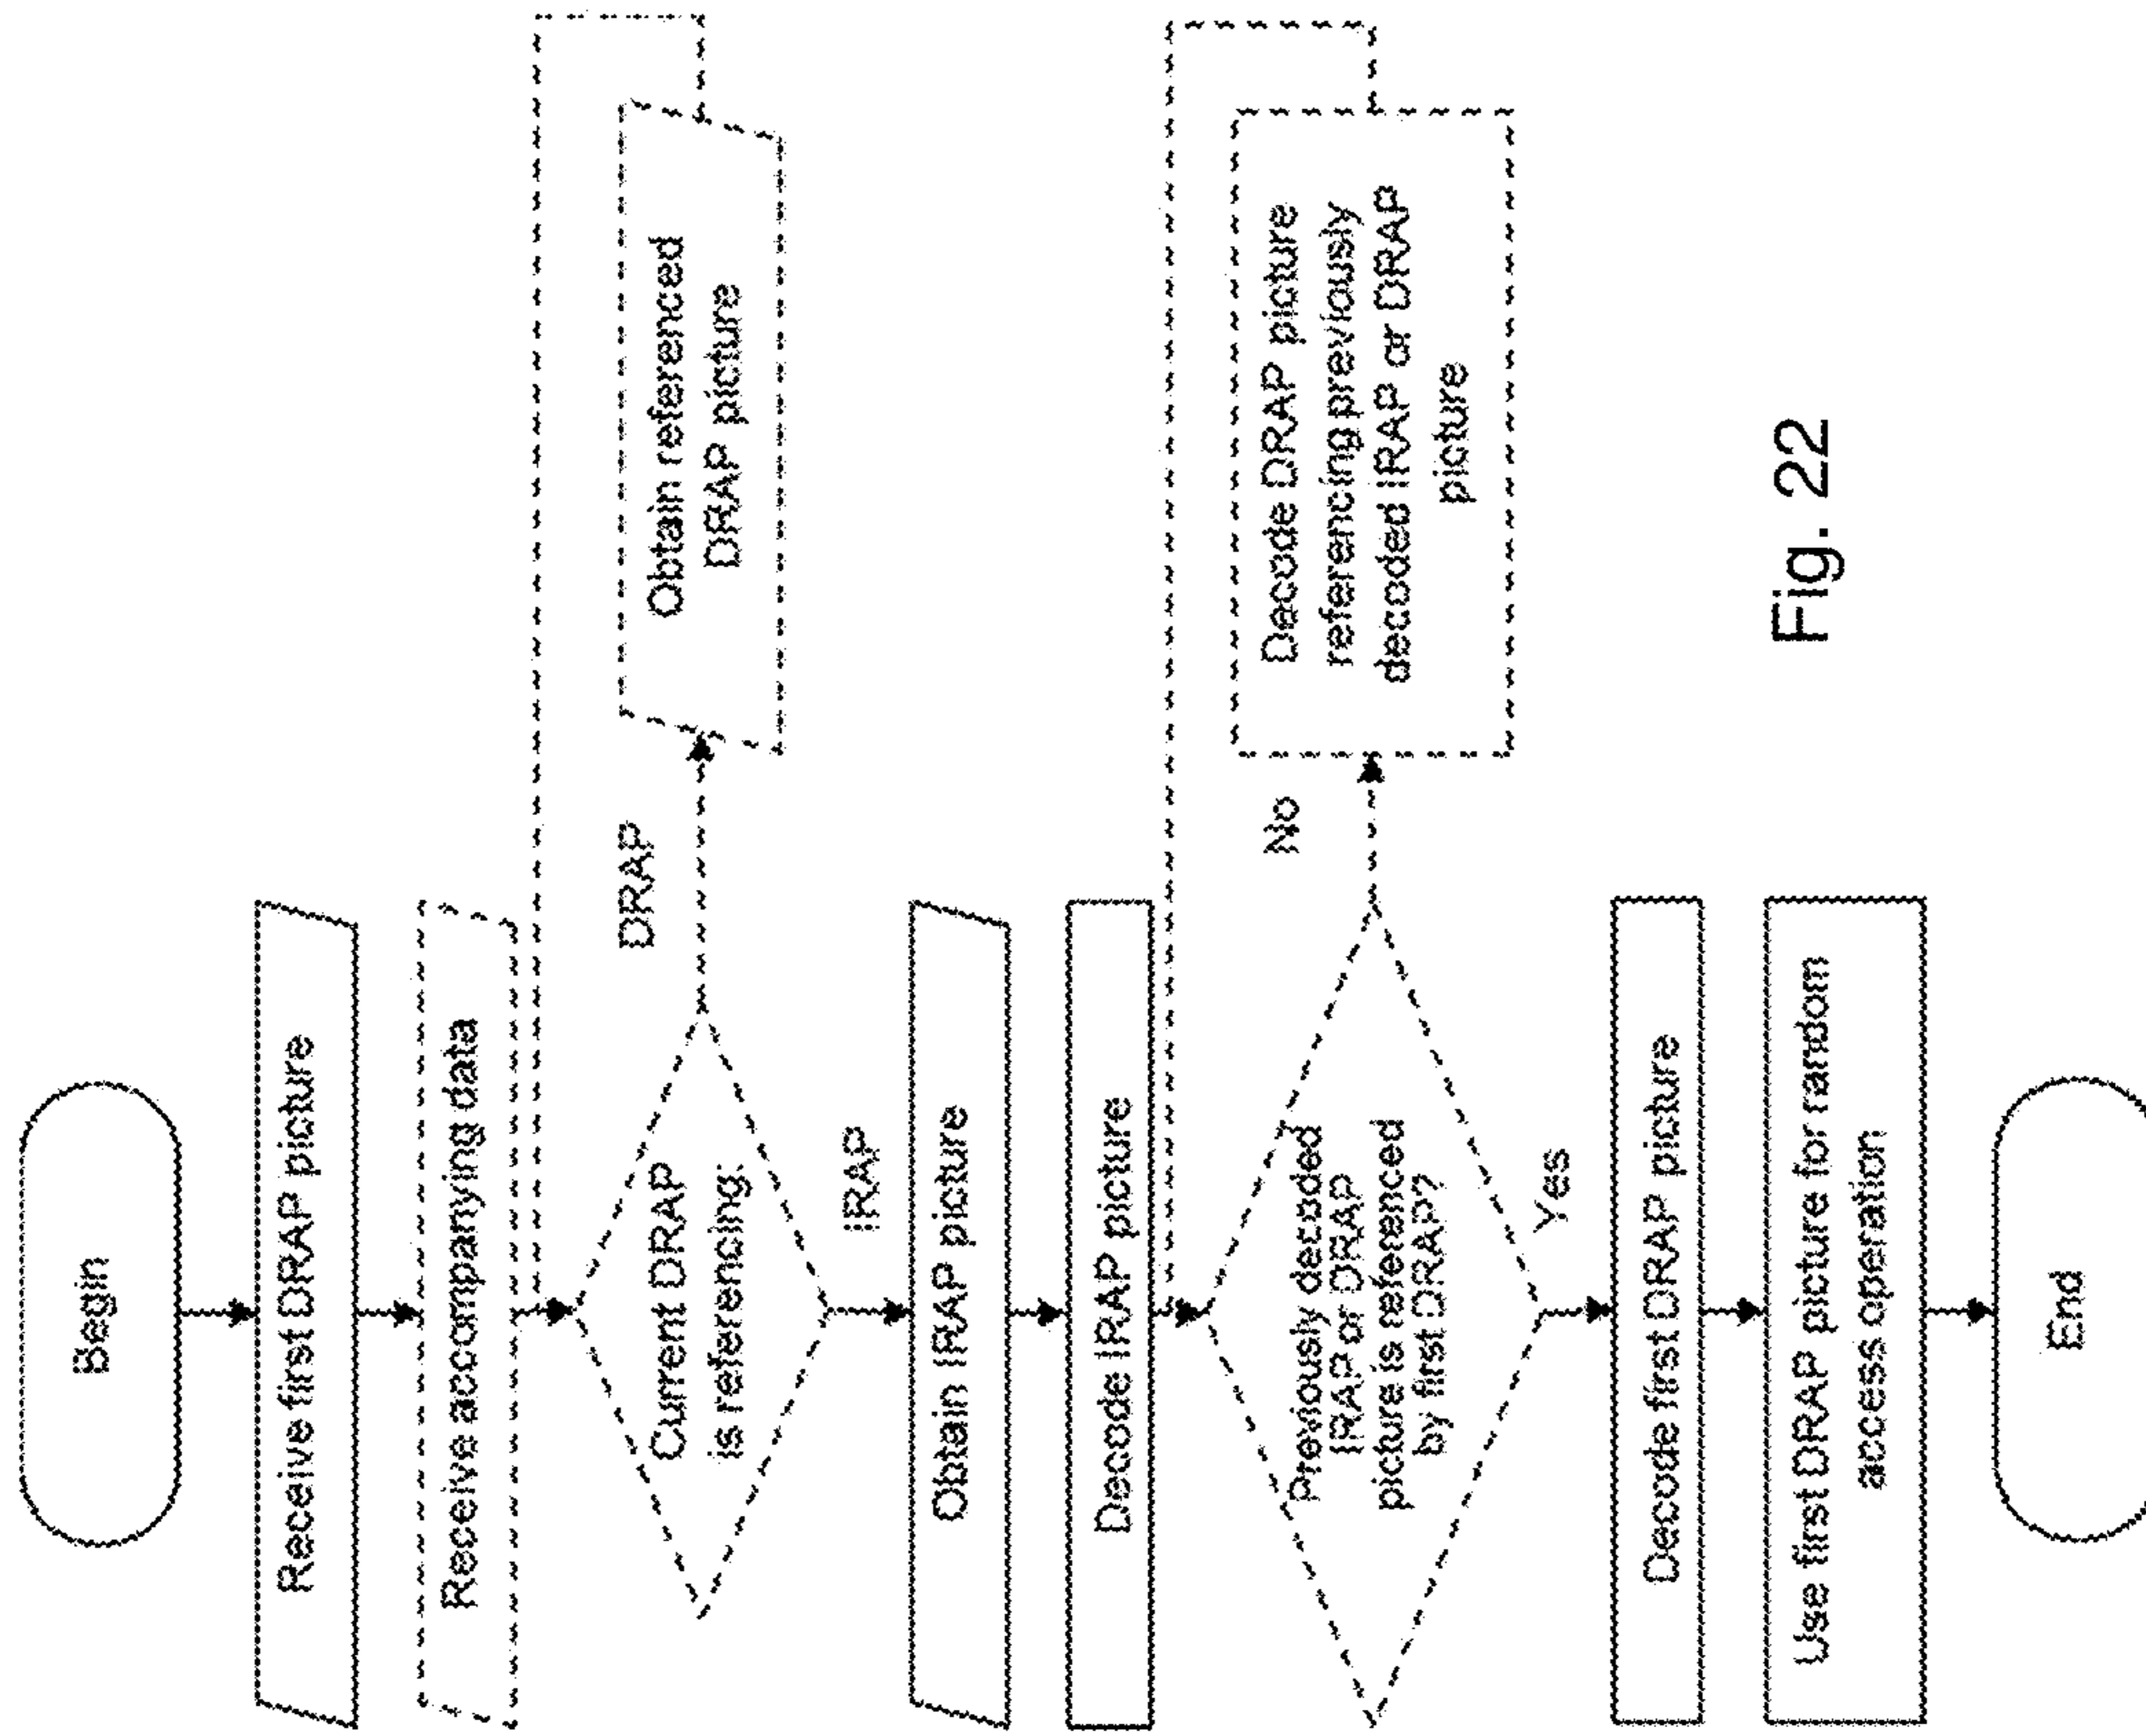 Begin
Receive first DRAP picture
Receive accompanying data
Current DRAP
is referencing:
DRAP
Obtain referenced
DRAP picture
IRAP
Obtain IRAP picture
Decode IRAP picture
Previously decoded
IRAP or DRAP
picture is referenced
by first DRAP?
No
Decode DRAP picture
referencing previously
decoded IRAP or DRAP
picture
Yes
Decode first DRAP picture
Use first DRAP picture for random
access operation
End
Fig. 22